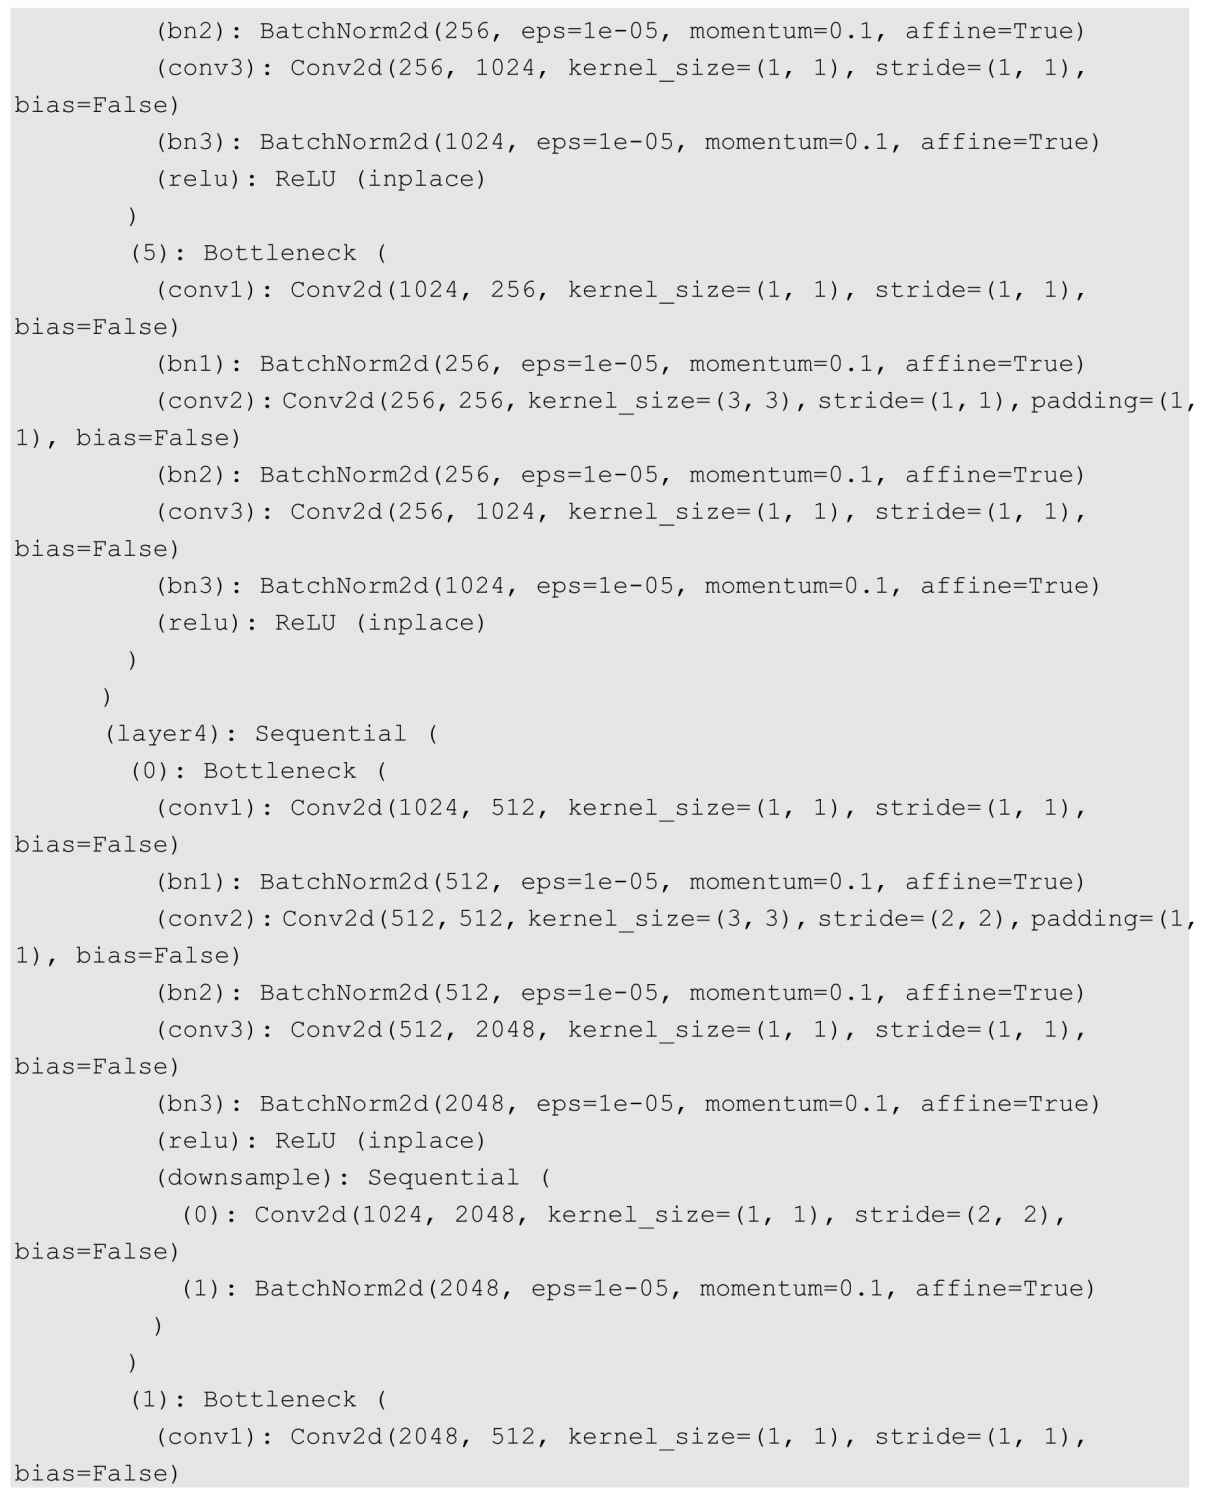 (bn2): BatchNorm2d(256, eps=1e-05, momentum=0.1, affine=True)
(conv3): Conv2d(256, 1024, kernel_size=(1, 1), stride=(1, 1),
bias=False)
(bn3): BatchNorm2d(1024, eps=1e-05, momentum=0.1, affine=True)
(relu): ReLU (inplace)
)
(5): Bottleneck (
(conv1): Conv2d(1024, 256, kernel_size=(1, 1), stride=(1, 1),
bias=False)
(bn1): BatchNorm2d(256, eps=1e-05, momentum=0.1, affine=True)
(conv2): Conv2d(256, 256, kernel_size=(3, 3), stride=(1, 1), padding=(1,
1), bias=False)
(bn2): BatchNorm2d(256, eps=1e-05, momentum=0.1, affine=True)
(conv3): Conv2d(256, 1024, kernel_size=(1, 1), stride=(1, 1),
bias=False)
(bn3): BatchNorm2d(1024, eps=1e-05, momentum=0.1, affine=True)
(relu): ReLU (inplace)
)
)
(layer4): Sequential (
(0): Bottleneck (
(conv1): Conv2d(1024, 512, kernel_size=(1, 1), stride=(1, 1),
bias=False)
(bn1): BatchNorm2d(512, eps=1e-05, momentum=0.1, affine=True)
(conv2): Conv2d(512, 512, kernel_size=(3, 3), stride=(2, 2), padding=(1,
1), bias=False)
(bn2): BatchNorm2d(512, eps=1e-05, momentum=0.1, affine=True)
(conv3): Conv2d(512, 2048, kernel_size=(1, 1), stride=(1, 1),
bias=False)
(bn3): BatchNorm2d(2048, eps=1e-05, momentum=0.1, affine=True)
(relu): ReLU (inplace)
(downsample): Sequential (
(0): Conv2d(1024, 2048, kernel_size=(1, 1), stride=(2, 2),
bias=False)
(1): BatchNorm2d(2048, eps=1e-05, momentum=0.1, affine=True)
)
)
(1): Bottleneck (
(conv1): Conv2d(2048, 512, kernel_size=(1, 1), stride=(1, 1),
bias=False)